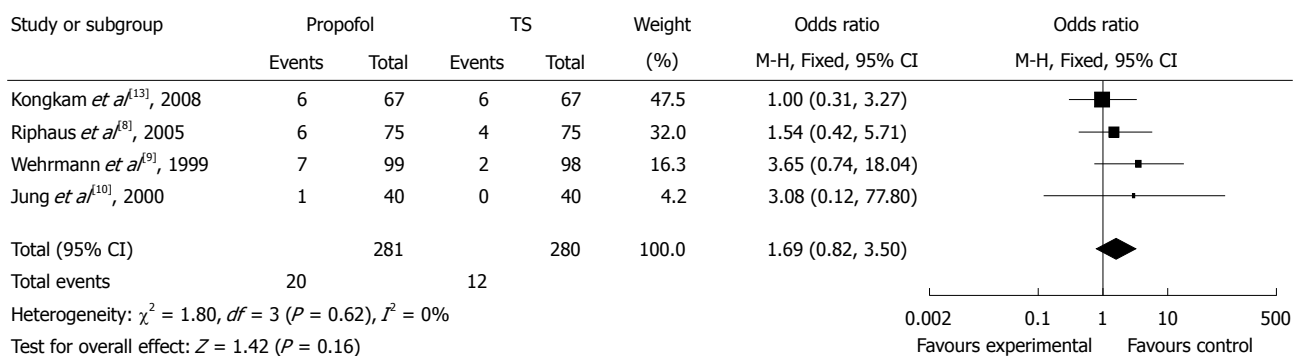 Study or subgroup Propofol TS Weight Odds ratio Odds ratio
Events Total Events Total (%) M-H, Fixed, 95% CI M-H, Fixed, 95% CI
Kongkam et al[13], 2008 6 67 6 67 47.5 1.00 (0.31, 3.27)
Riphaus et al[8], 2005 6 75 4 75 32.0 1.54 (0.42, 5.71)
Wehrmann et al[9], 1999 7 99 2 98 16.3 3.65 (0.74, 18.04)
Jung et al[10], 2000 1 40 0 40 4.2 3.08 (0.12, 77.80)
Total (95% CI) 281 280 100.0 1.69 (0.82, 3.50)
Total events 20 12
Heterogeneity: χ² = 1.80, df = 3 (P = 0.62), I² = 0%
Test for overall effect: Z = 1.42 (P = 0.16)
0.002 0.1 1 10 500
Favours experimental Favours control